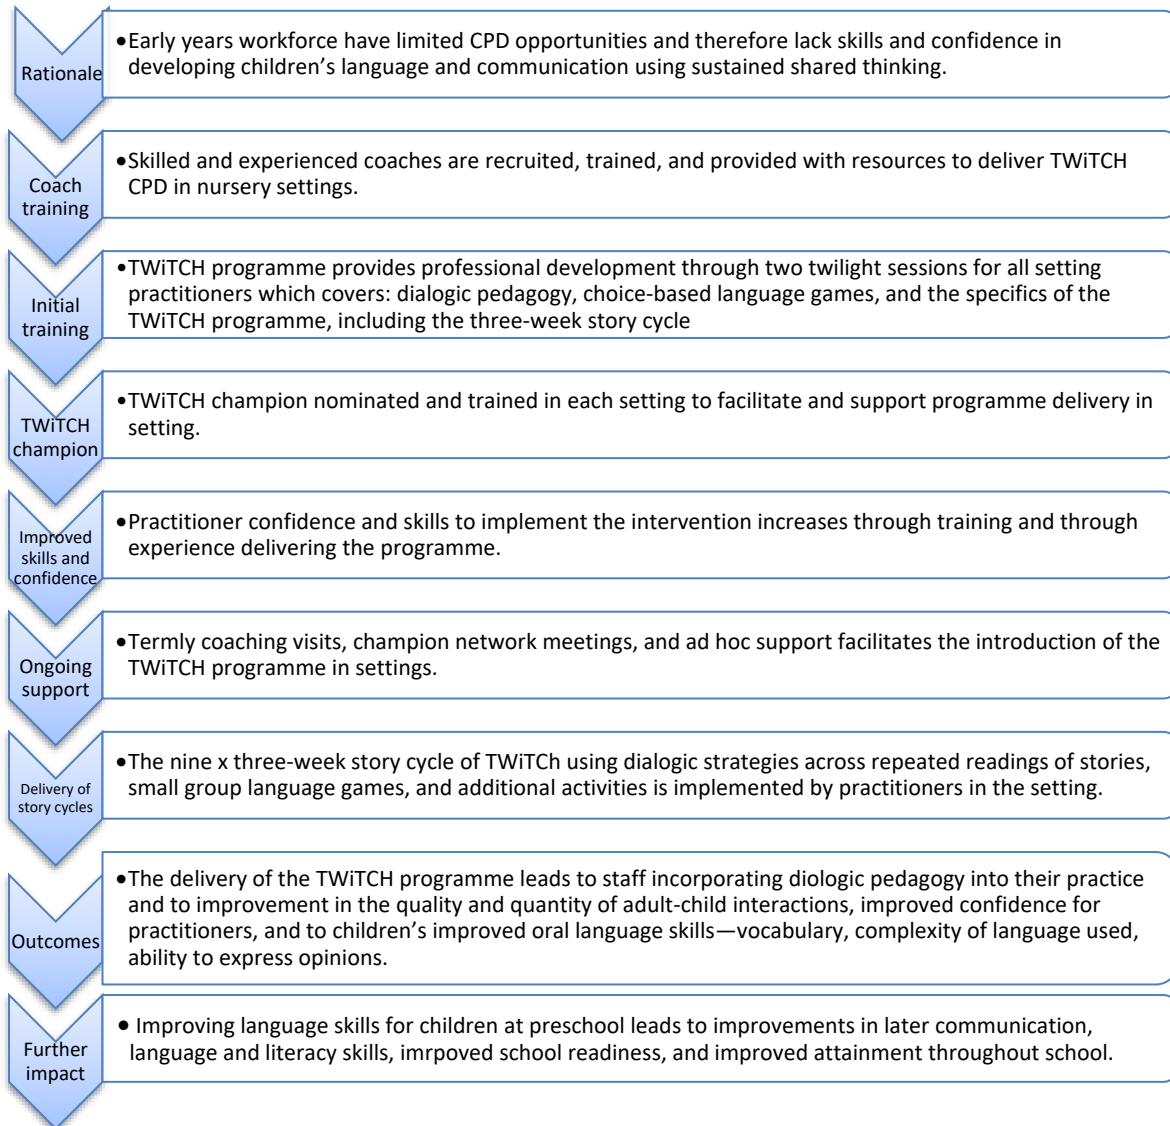 Rationale
•Early years workforce have limited CPD opportunities and therefore lack skills and confidence in
developing children's language and communication using sustained shared thinking.
Coach
training
•Skilled and experienced coaches are recruited, trained, and provided with resources to deliver TWiTCH
CPD in nursery settings.
Initial
training
•TWiTCH programme provides professional development through two twilight sessions for all setting
practitioners which covers: dialogic pedagogy, choice-based language games, and the specifics of the
TWiTCH programme, including the three-week story cycle
TWiTCH
champion
•TWiTCH champion nominated and trained in each setting to facilitate and support programme delivery in
setting.
Improved
skills and
confidence
•Practitioner confidence and skills to implement the intervention increases through training and through
experience delivering the programme.
Ongoing
support
•Termly coaching visits, champion network meetings, and ad hoc support facilitates the introduction of the
TWiTCH programme in settings.
Delivery of
story cycles
•The nine x three-week story cycle of TWiTCh using dialogic strategies across repeated readings of stories,
small group language games, and additional activities is implemented by practitioners in the setting.
Outcomes
•The delivery of the TWiTCH programme leads to staff incorporating diologic pedagogy into their practice
and to improvement in the quality and quantity of adult-child interactions, improved confidence for
practitioners, and to children's improved oral language skills—vocabulary, complexity of language used,
ability to express opinions.
Further
impact
• Improving language skills for children at preschool leads to improvements in later communication,
language and literacy skills, imrpoved school readiness, and improved attainment throughout school.